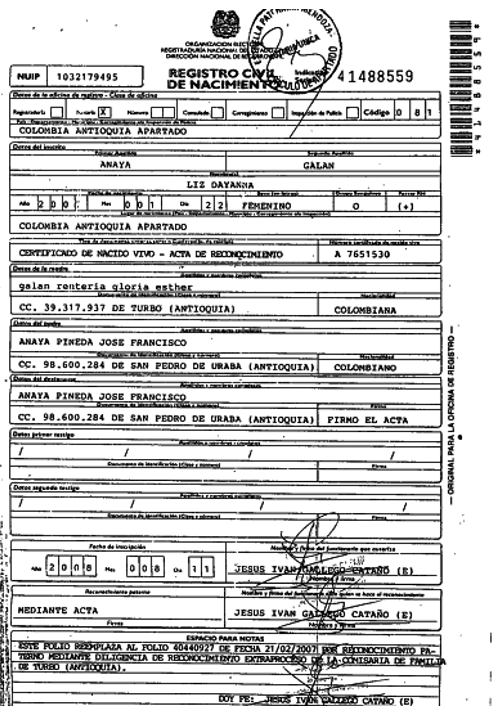 ORGANIZACION ELECTORAL
REGISTRADURIA NACIONAL DEL ESTADO CIVIL
DIRECCION NACIONAL DE REGISTRO CIVIL
NUIP 1032179495
REGISTRO CIVIL
DE NACIMIENTO
Indicativo
41488559
Datos de la oficina de registro - Clase de oficina
Registraduría Notaría X Número Consulado Corregimiento Inspección de Policía Código 0 8 1
País - Departamento - Municipio - Corregimiento e/o Inspección de Policía
COLOMBIA ANTIOQUIA APARTADO
Datos del inscrito
Primer Apellido Segundo Apellido
ANAYA GALAN
Nombre(s)
LIZ DAYANNA
Fecha de nacimiento Sexo (en letras) Grupo Sanguíneo Factor RH
Año 2 0 0 Mes 0 0 1 Día 2 2 FEMENINO O (+)
Lugar de nacimiento (País - Departamento - Municipio - Corregimiento e/o Inspección)
COLOMBIA ANTIOQUIA APARTADO
Tipo de documento antecedente o Declaración de testigos Número certificado de nacido vivo
CERTIFICADO DE NACIDO VIVO - ACTA DE RECONOCIMIENTO A 7651530
Datos de la madre
Apellidos y nombres completos
galan renteria gloria esther
Documento de identificación (Clase y número) Nacionalidad
CC. 39.317.937 DE TURBO (ANTIOQUIA) COLOMBIANA
Datos del padre
Apellidos y nombres completos
ANAYA PINEDA JOSE FRANCISCO
Documento de identificación (Clase y número) Nacionalidad
CC. 98.600.284 DE SAN PEDRO DE URABA (ANTIOQUIA) COLOMBIANO
Datos del declarante
Apellidos y nombres completos
ANAYA PINEDA JOSE FRANCISCO
Documento de identificación (Clase y número) Firma
CC. 98.600.284 DE SAN PEDRO DE URABA (ANTIOQUIA) FIRMO EL ACTA
Datos primer testigo
Apellidos y nombres completos
/ / / /
Documento de identificación (Clase y número) Firma
Datos segundo testigo
Apellidos y nombres completos
/ / / /
Documento de identificación (Clase y número) Firma
Fecha de inscripción Nombre y firma del funcionario que autoriza
Año 2 0 0 8 Mes 0 0 8 Día 1 1 JESUS IVAN GALLEGO CATAÑO (E)
Nombre y firma
Reconocimiento paterno Nombre y firma del funcionario ante quien se hace el reconocimiento
MEDIANTE ACTA JESUS IVAN GALLEGO CATAÑO (E)
Firma Nombre y firma
ESPACIO PARA NOTAS
ESTE FOLIO REEMPLAZA AL FOLIO 40440927 DE FECHA 21/02/2007 POR RECONOCIMIENTO PA-
TERNO MEDIANTE DILIGENCIA DE RECONOCIMIENTO EXTRAPROCESO DE LA COMISARIA DE FAMILIA
DE TURBO (ANTIOQUIA).
DOY FE: JESUS IVAN GALLEGO CATAÑO (E)
— ORIGINAL PARA LA OFICINA DE REGISTRO —